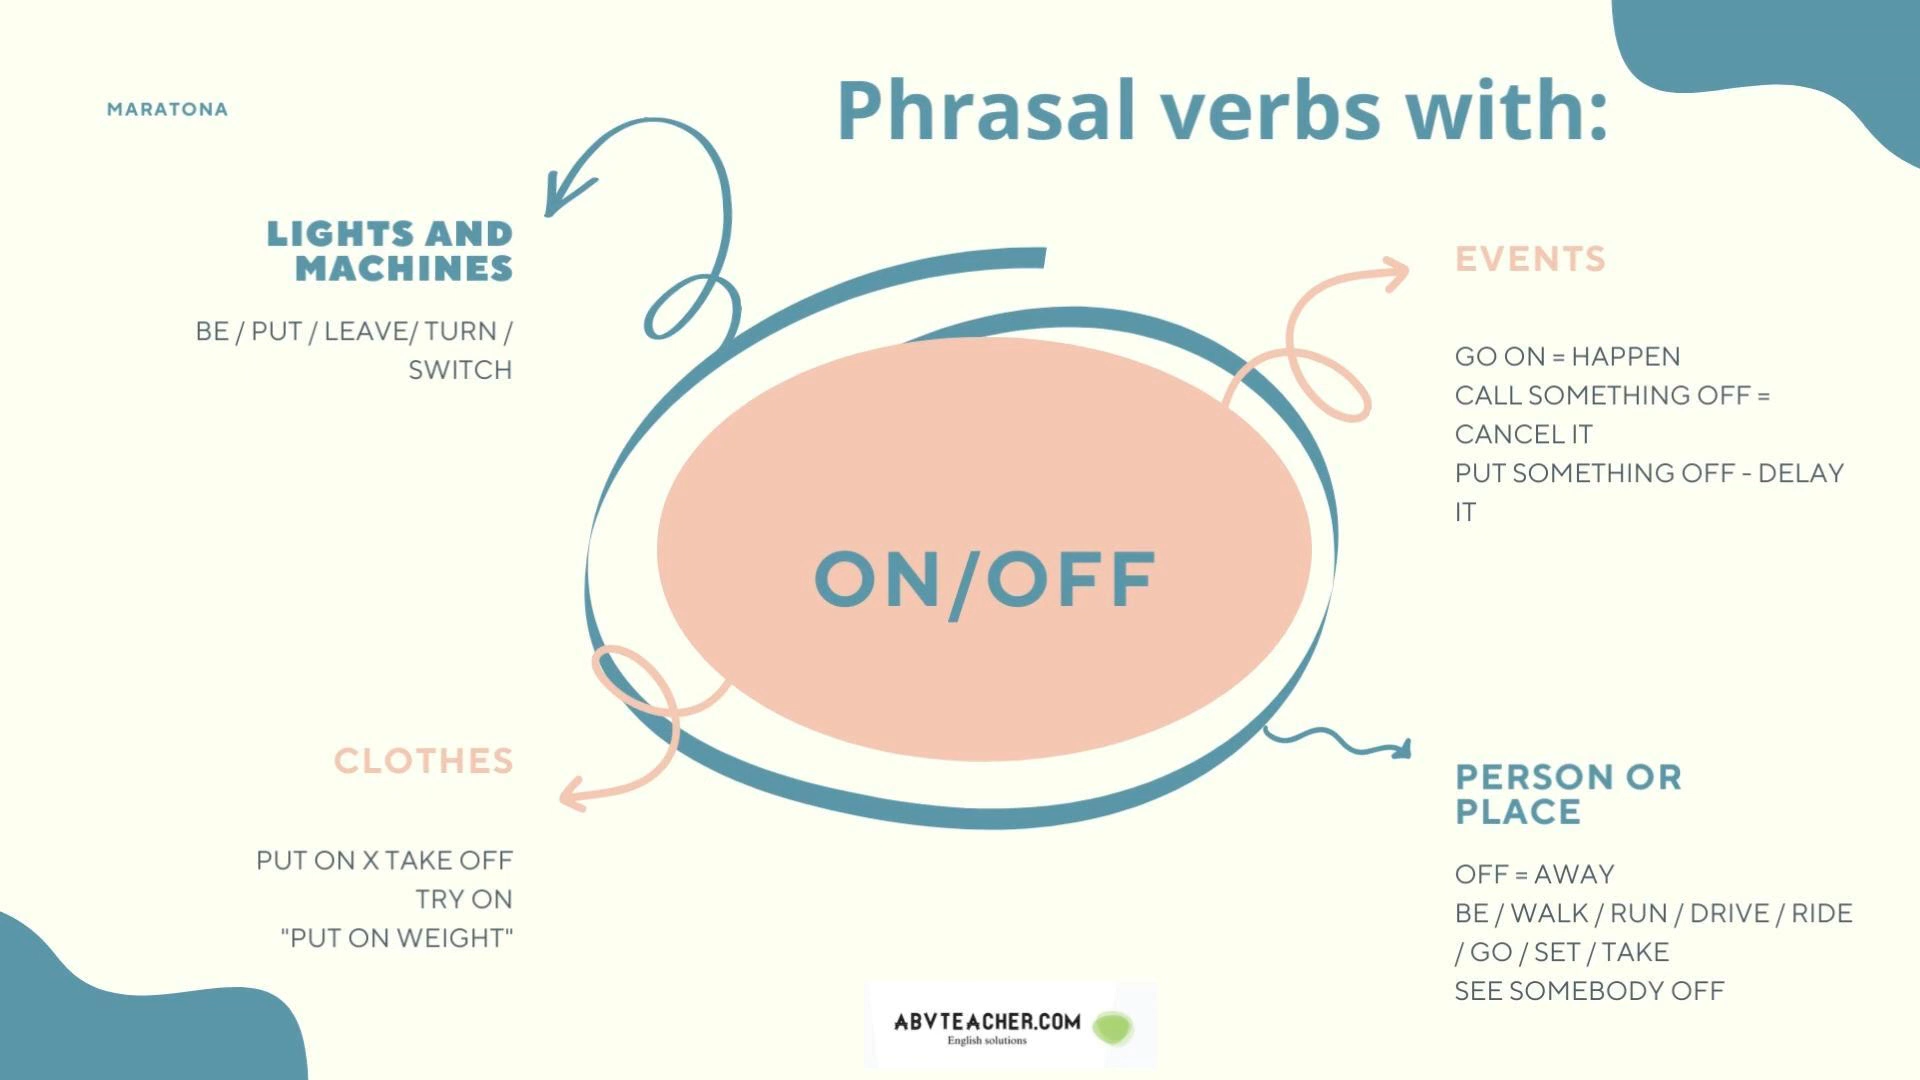 MARATONA
Phrasal verbs with:
LIGHTS AND
MACHINES
BE / PUT / LEAVE/ TURN /
SWITCH
EVENTS
GO ON = HAPPEN
CALL SOMETHING OFF =
CANCEL IT
PUT SOMETHING OFF - DELAY
IT
ON/OFF
CLOTHES
PUT ON X TAKE OFF
TRY ON
"PUT ON WEIGHT"
PERSON OR
PLACE
OFF = AWAY
BE / WALK / RUN / DRIVE / RIDE
/ GO / SET / TAKE
SEE SOMEBODY OFF
ABVTEACHER.COM
English solutions